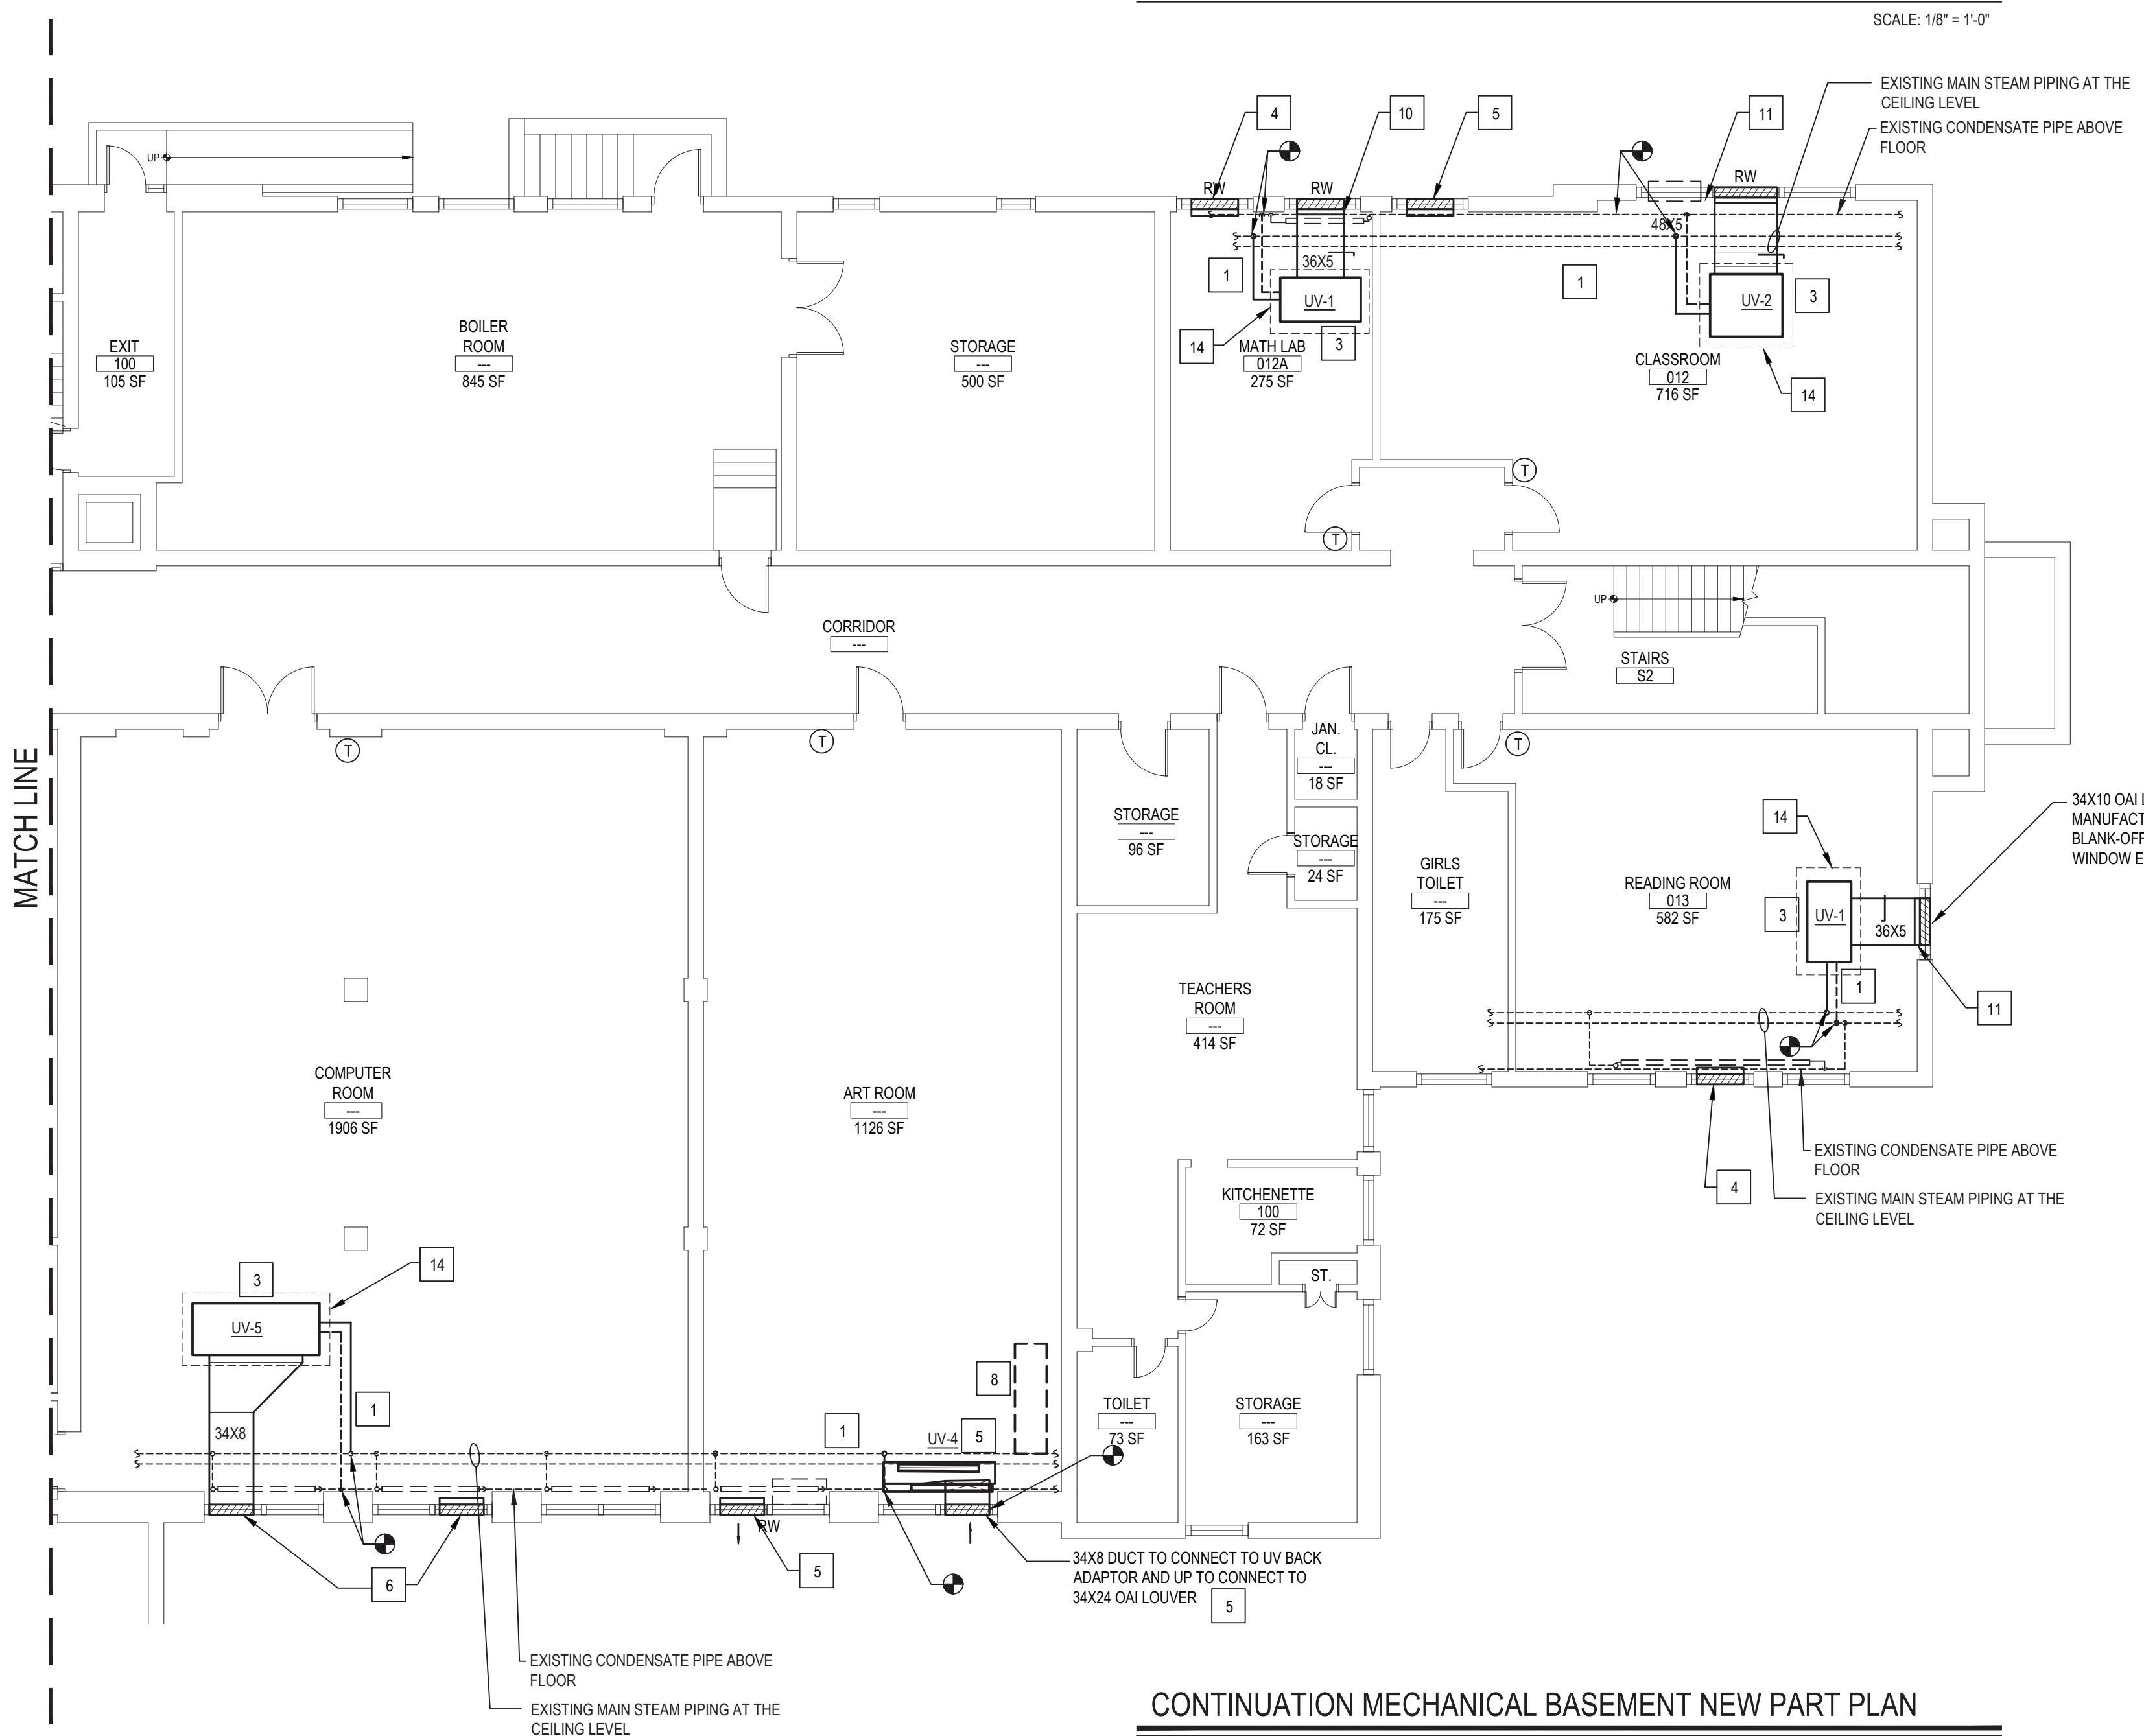 SCALE: 1/8" = 1'-0"
EXISTING MAIN STEAM PIPING AT THE
CEILING LEVEL
EXISTING CONDENSATE PIPE ABOVE
FLOOR
4
10
5
11
UP
RW
RW
RW
48X5
36X5
1
1
UV-1
UV-2
3
14
3
14
EXIT
100
105 SF
BOILER
ROOM
---
845 SF
STORAGE
---
500 SF
MATH LAB
012A
275 SF
CLASSROOM
012
716 SF
T
T
UP
CORRIDOR
---
STAIRS
S2
MATCH LINE
T
T
T
JAN.
CL.
---
18 SF
STORAGE
---
96 SF
STORAGE
---
24 SF
GIRLS
TOILET
---
175 SF
READING ROOM
013
582 SF
14
3
UV-1
36X5
1
11
34X10 OAI L
MANUFACT
BLANK-OFF
WINDOW E
TEACHERS
ROOM
---
414 SF
COMPUTER
ROOM
---
1906 SF
ART ROOM
---
1126 SF
EXISTING CONDENSATE PIPE ABOVE
FLOOR
4
EXISTING MAIN STEAM PIPING AT THE
CEILING LEVEL
KITCHENETTE
100
72 SF
ST.
3
14
UV-5
1
34X8
8
1
UV-4
5
TOILET
---
73 SF
STORAGE
---
163 SF
RW
6
5
34X8 DUCT TO CONNECT TO UV BACK
ADAPTOR AND UP TO CONNECT TO
34X24 OAI LOUVER
5
EXISTING CONDENSATE PIPE ABOVE
FLOOR
EXISTING MAIN STEAM PIPING AT THE
CEILING LEVEL
CONTINUATION MECHANICAL BASEMENT NEW PART PLAN